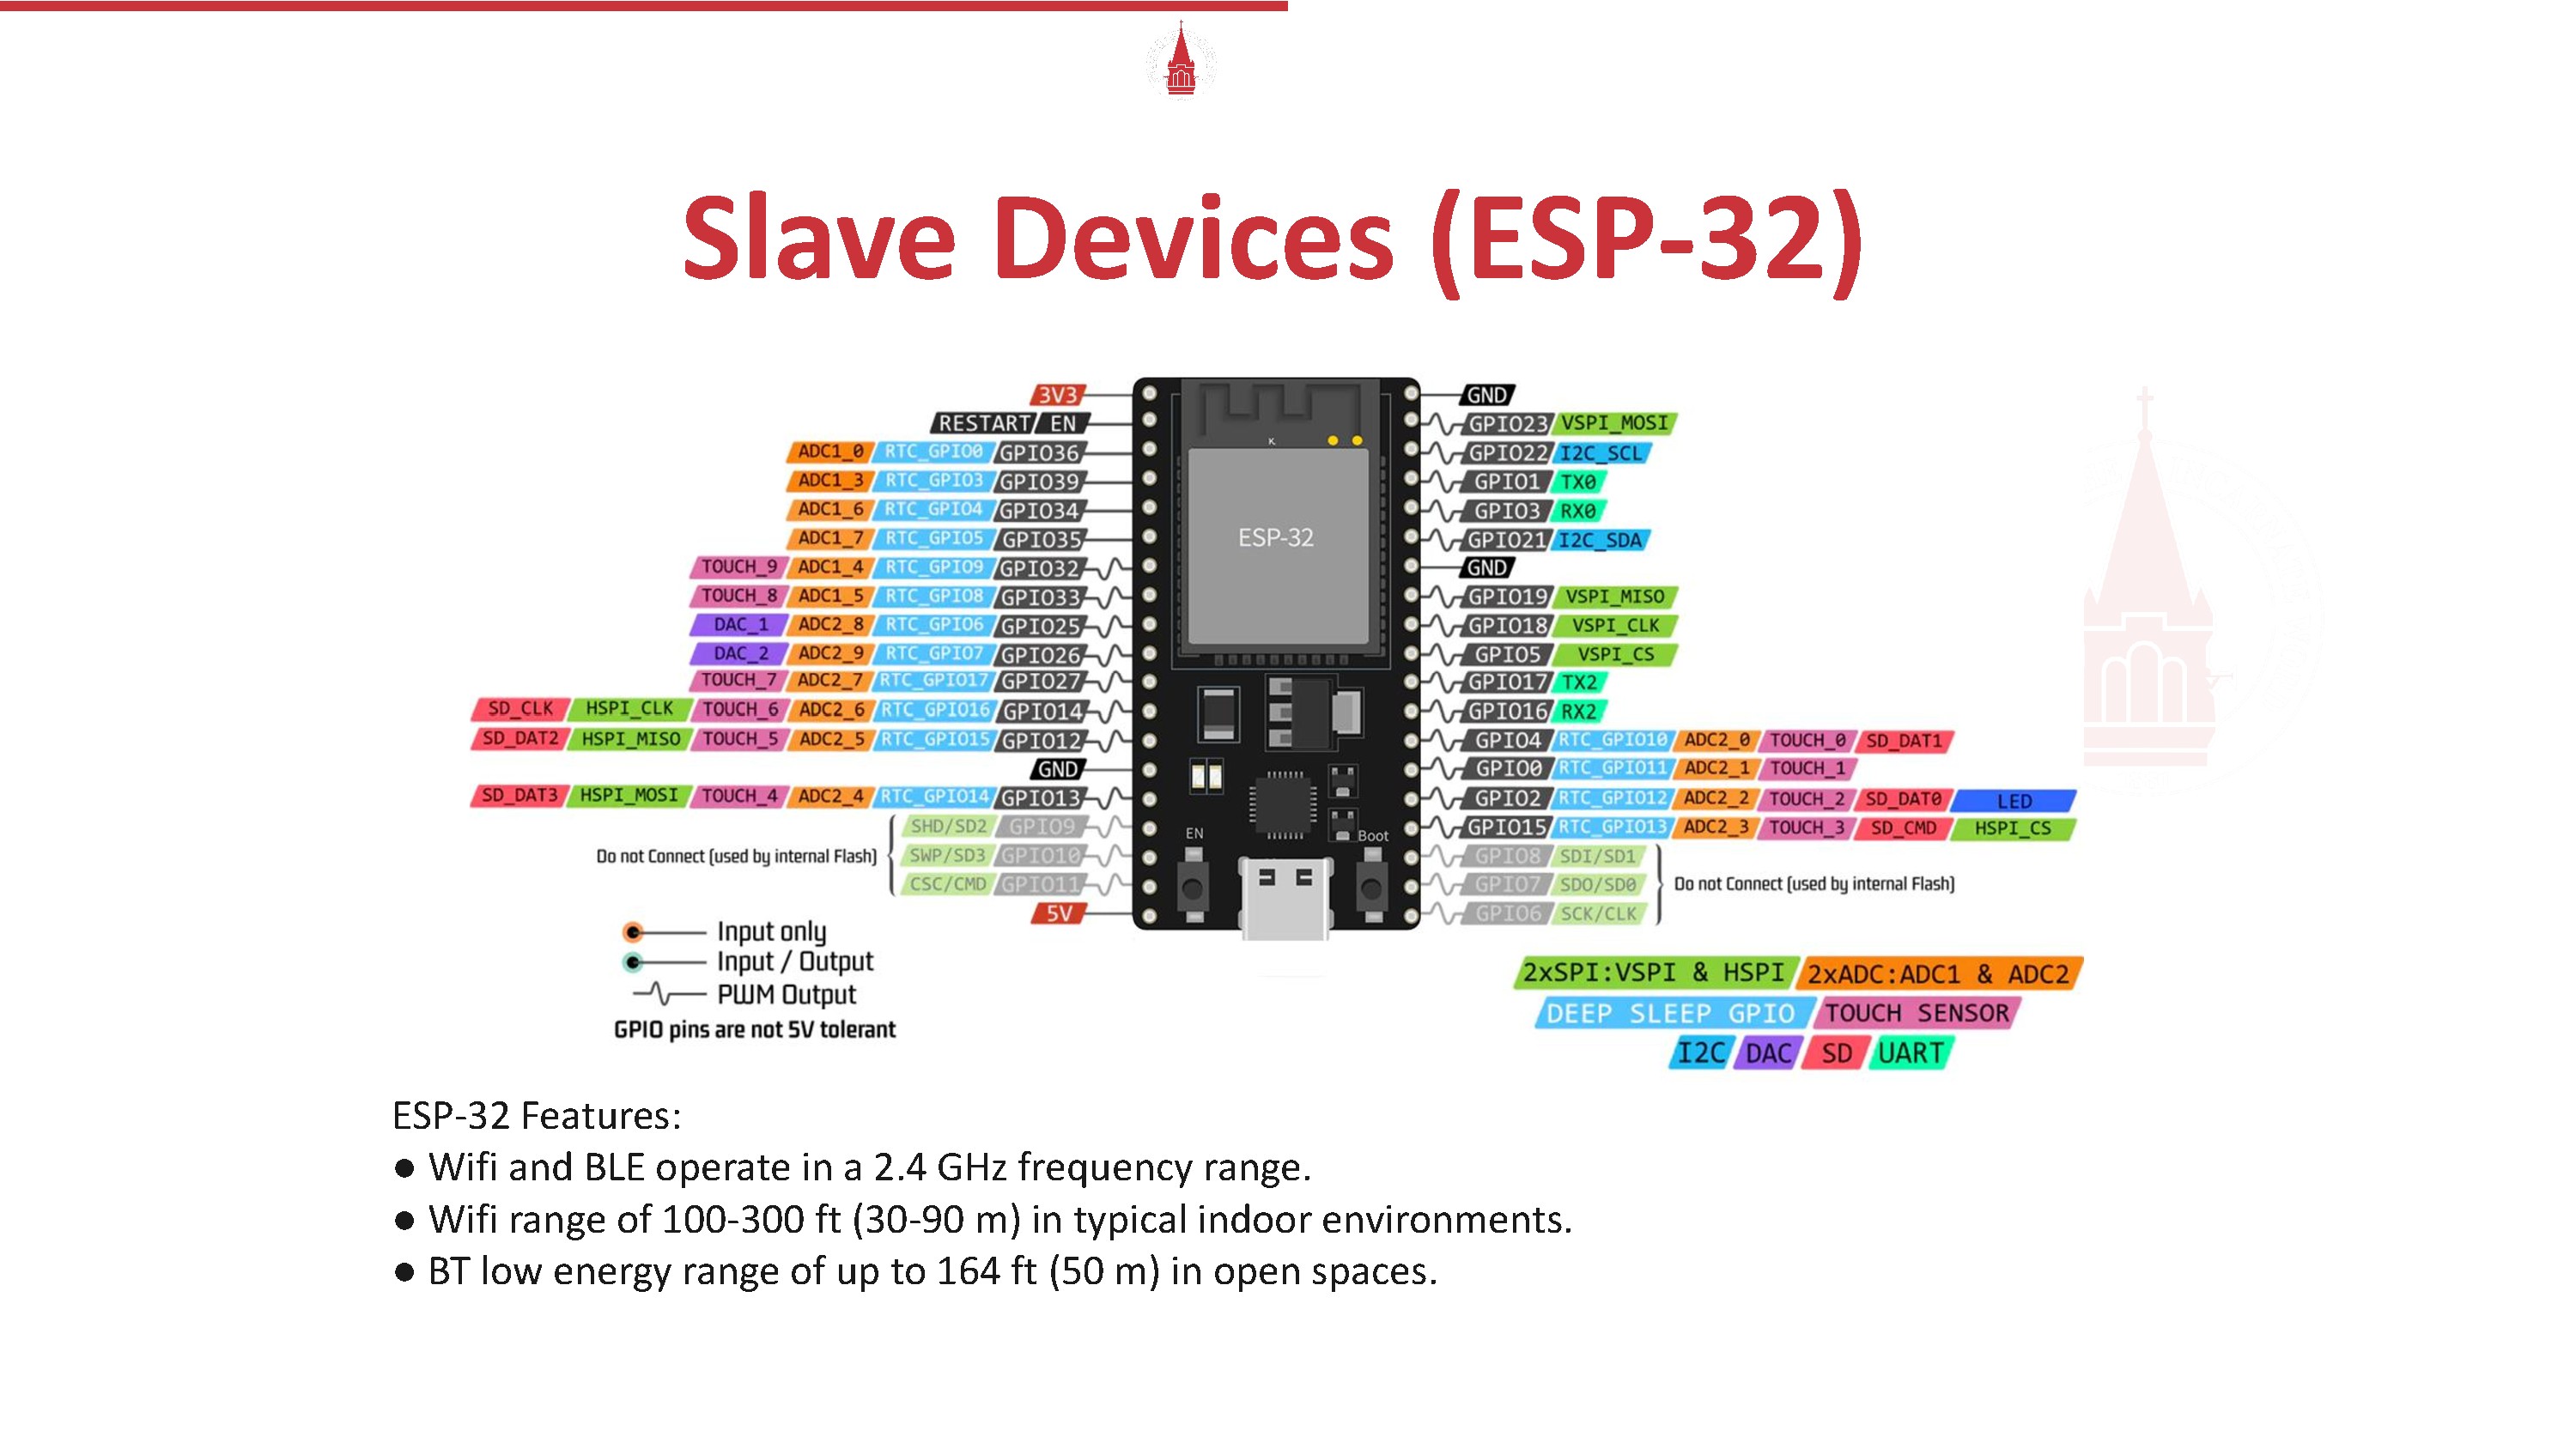 Slave Devices (ESP-32)
3V3 GND
RESTART EN GPIO23 VSPI_MOSI
ADC1_0 RTC_GPIO0 GPIO36 GPIO22 I2C_SCL
ADC1_3 RTC_GPIO3 GPIO39 GPIO1 TX0
ADC1_6 RTC_GPIO4 GPIO34 GPIO3 RX0
ADC1_7 RTC_GPIO5 GPIO35 ESP-32 GPIO21 I2C_SDA
TOUCH_9 ADC1_4 RTC_GPIO9 GPIO32 GND
TOUCH_8 ADC1_5 RTC_GPIO8 GPIO33 GPIO19 VSPI_MISO
DAC_1 ADC2_8 RTC_GPIO6 GPIO25 GPIO18 VSPI_CLK
DAC_2 ADC2_9 RTC_GPIO7 GPIO26 GPIO5 VSPI_CS
TOUCH_7 ADC2_7 RTC_GPIO17 GPIO27 GPIO17 TX2
SD_CLK HSPI_CLK TOUCH_6 ADC2_6 RTC_GPIO16 GPIO14 GPIO16 RX2
SD_DAT2 HSPI_MISO TOUCH_5 ADC2_5 RTC_GPIO15 GPIO12 GPIO4 RTC_GPIO10 ADC2_0 TOUCH_0 SD_DAT1
GND GPIO0 RTC_GPIO11 ADC2_1 TOUCH_1
SD_DAT3 HSPI_MOSI TOUCH_4 ADC2_4 RTC_GPIO14 GPIO13 GPIO2 RTC_GPIO12 ADC2_2 TOUCH_2 SD_DAT0 LED
SHD/SD2 GPIO9 EN Boot GPIO15 RTC_GPIO13 ADC2_3 TOUCH_3 SD_CMD HSPI_CS
Do not Connect (used by internal Flash) SWP/SD3 GPIO10 GPIO8 SDI/SD1
CSC/CMD GPIO11 GPIO7 SDO/SD0 Do not Connect (used by internal Flash)
5V GPIO6 SCK/CLK
Input only
Input / Output
PWM Output
GPIO pins are not 5V tolerant
2xSPI:VSPI & HSPI 2xADC:ADC1 & ADC2
DEEP SLEEP GPIO TOUCH SENSOR
I2C DAC SD UART
ESP-32 Features:
● Wifi and BLE operate in a 2.4 GHz frequency range.
● Wifi range of 100-300 ft (30-90 m) in typical indoor environments.
● BT low energy range of up to 164 ft (50 m) in open spaces.